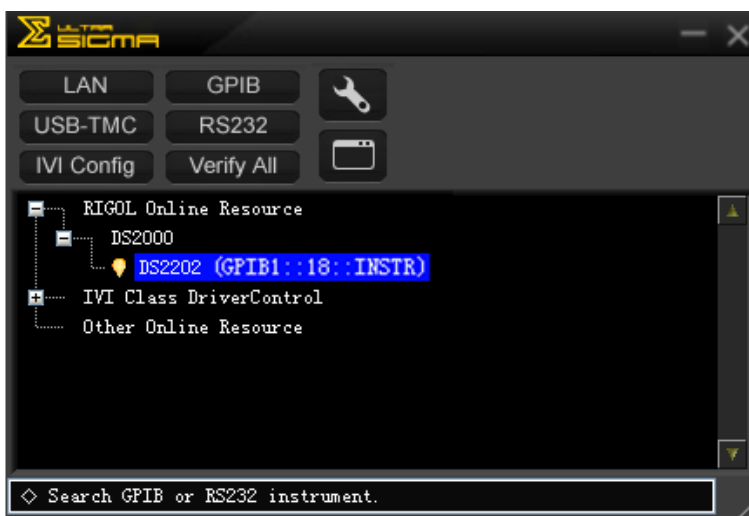 ULTRA SIGMA
LAN GPIB
USB-TMC RS232
IVI Config Verify All
RIGOL Online Resource
DS2000
DS2202 (GPIB1::18::INSTR)
IVI Class DriverControl
Other Online Resource
◇ Search GPIB or RS232 instrument.